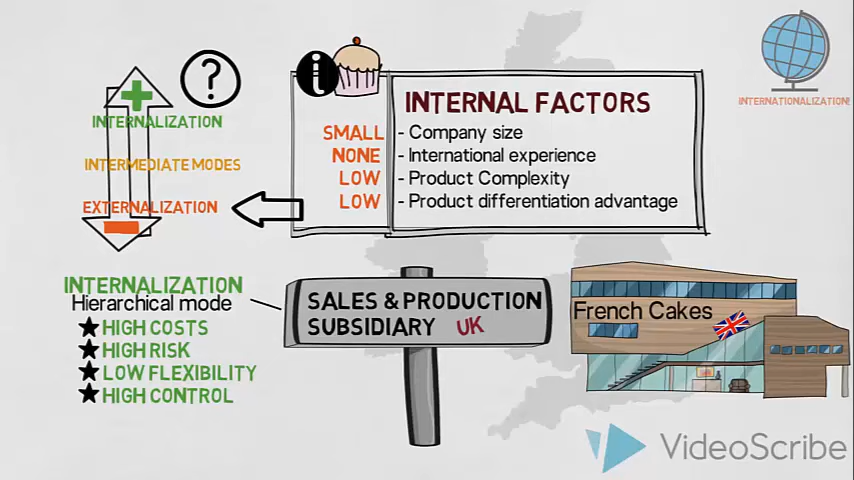 INTERNATIONALIZATION!
INTERNAL FACTORS
SMALL - Company size
NONE - International experience
LOW - Product Complexity
LOW - Product differentiation advantage
?
i
+
INTERNALIZATION
INTERMEDIATE MODES
EXTERNALIZATION
-
INTERNALIZATION
Hierarchical mode
HIGH COSTS
HIGH RISK
LOW FLEXIBILITY
HIGH CONTROL
SALES & PRODUCTION
SUBSIDIARY UK
French Cakes
VideoScribe